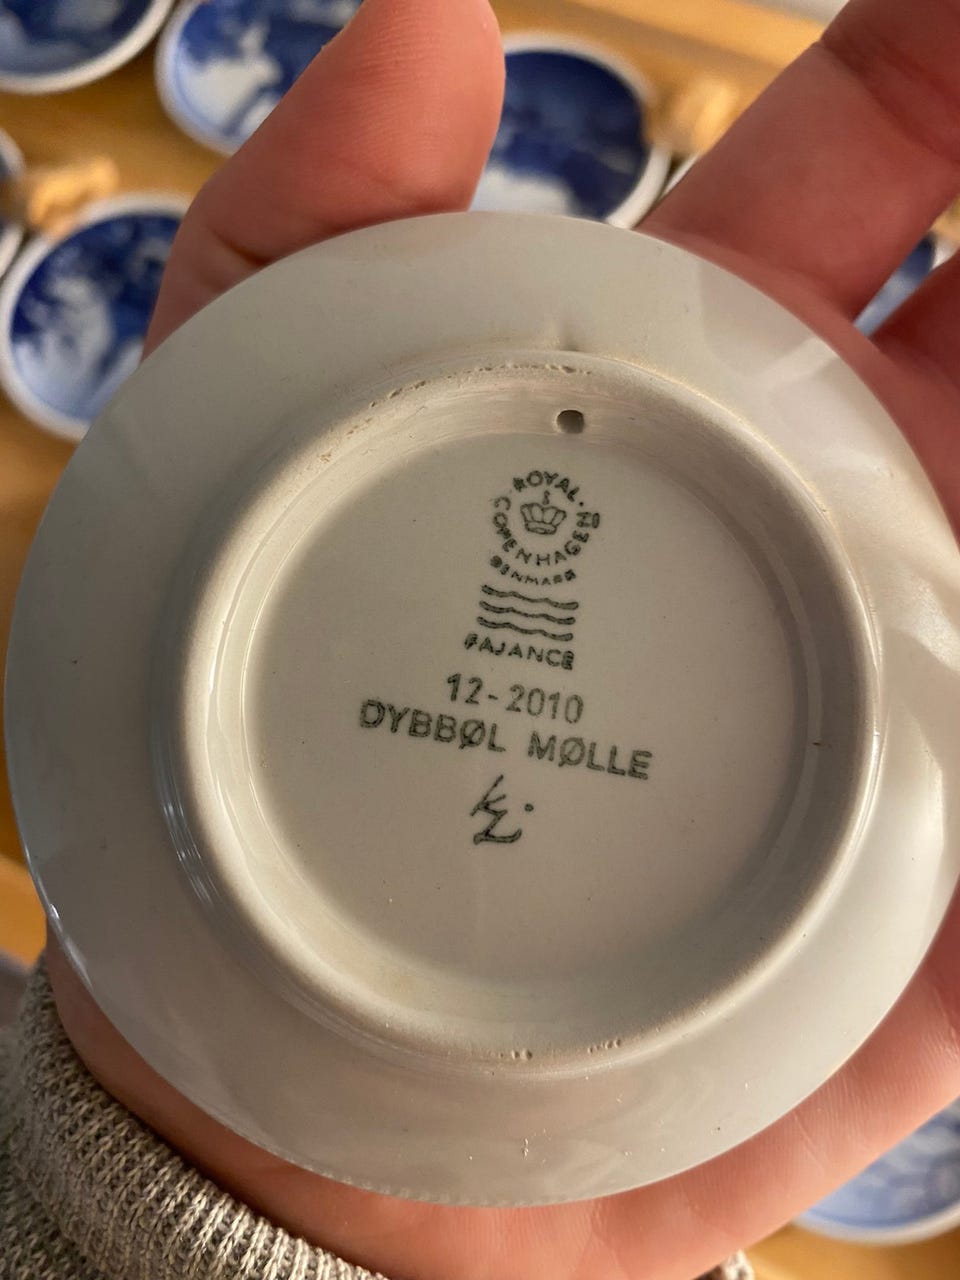 ROYAL
COPENHAGEN
DENMARK
FAJANCE
12-2010
DYBBØL MØLLE